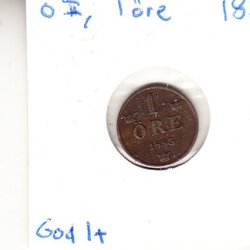 O II, 1 öre 18
1
ÖRE
God 1+